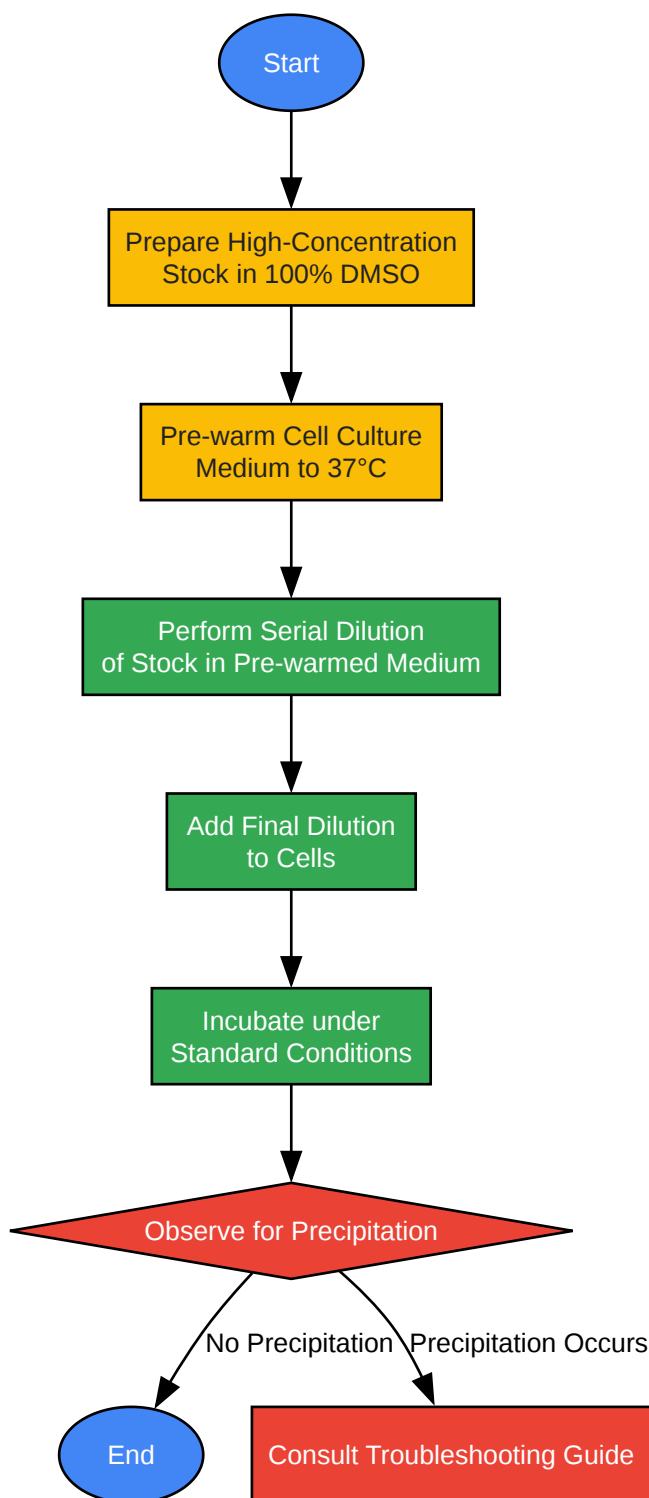 Start
Prepare High-Concentration
Stock in 100% DMSO
Pre-warm Cell Culture
Medium to 37°C
Perform Serial Dilution
of Stock in Pre-warmed Medium
Add Final Dilution
to Cells
Incubate under
Standard Conditions
Observe for Precipitation
No Precipitation
Precipitation Occurs
End
Consult Troubleshooting Guide